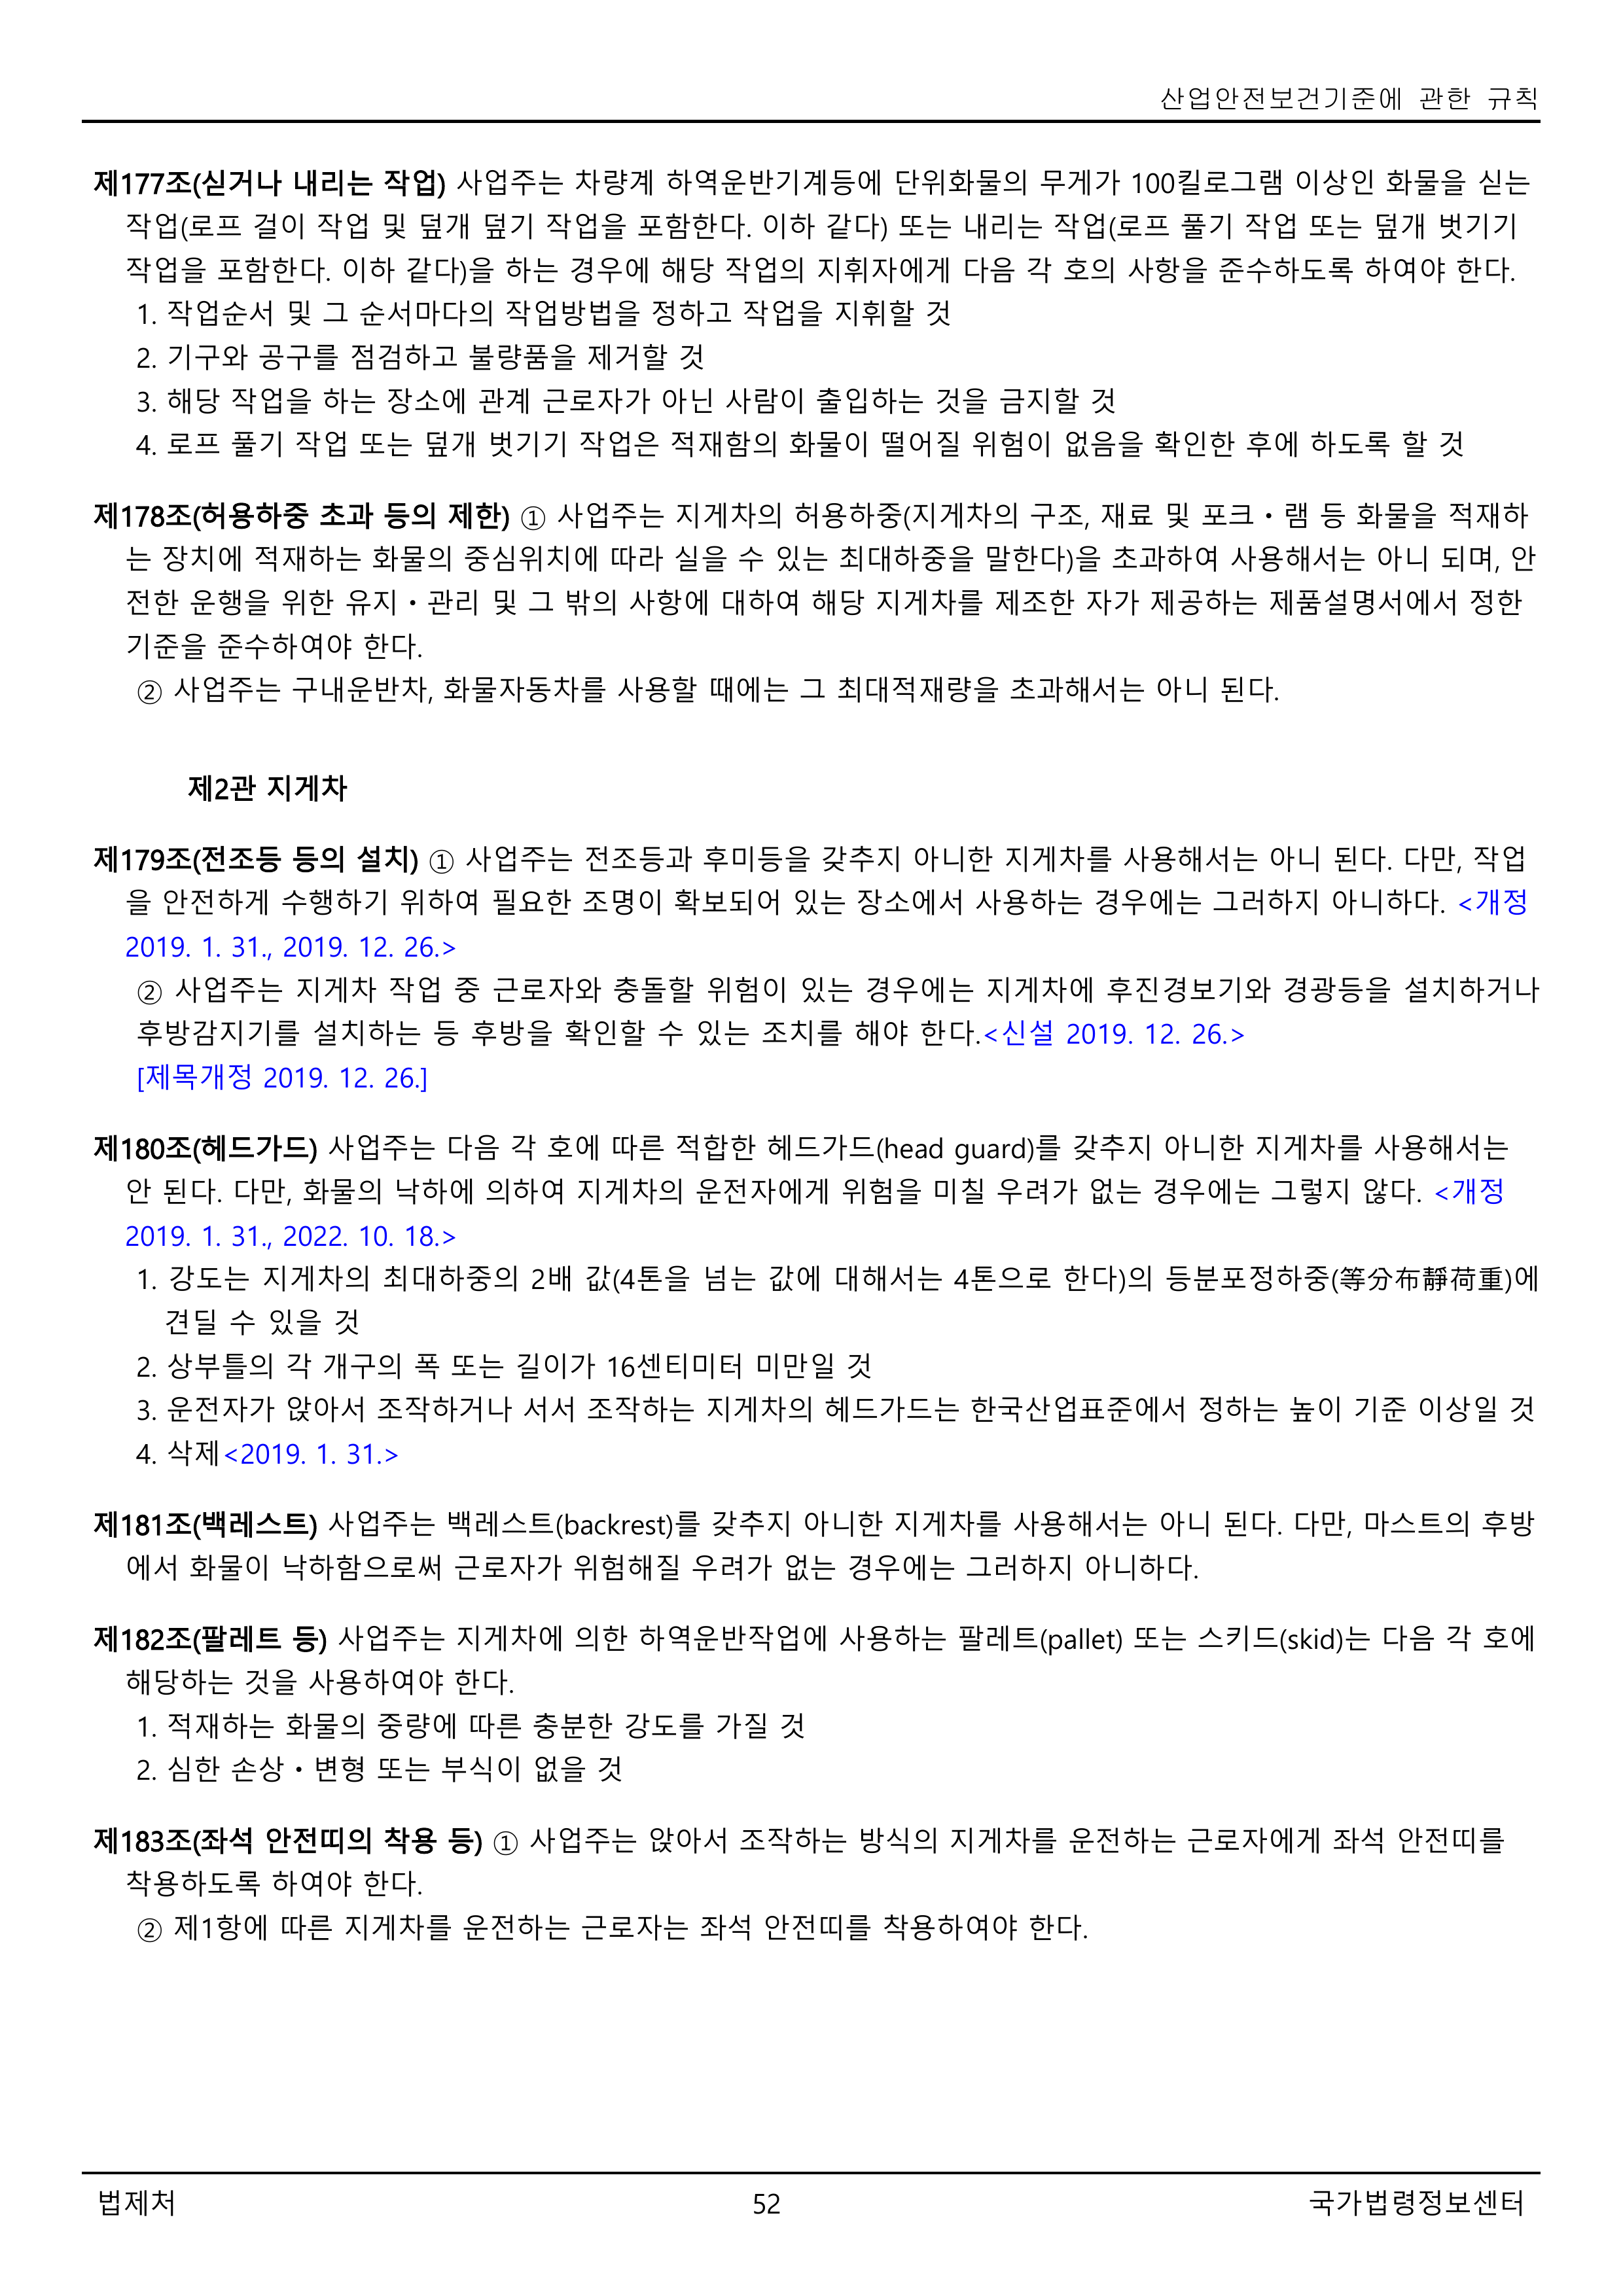 산업안전보건기준에 관한 규칙
제177조(싣거나 내리는 작업) 사업주는 차량계 하역운반기계등에 단위화물의 무게가 100킬로그램 이상인 화물을 싣는
작업(로프 걸이 작업 및 덮개 덮기 작업을 포함한다. 이하 같다) 또는 내리는 작업(로프 풀기 작업 또는 덮개 벗기기
작업을 포함한다. 이하 같다)을 하는 경우에 해당 작업의 지휘자에게 다음 각 호의 사항을 준수하도록 하여야 한다.
1. 작업순서 및 그 순서마다의 작업방법을 정하고 작업을 지휘할 것
2. 기구와 공구를 점검하고 불량품을 제거할 것
3. 해당 작업을 하는 장소에 관계 근로자가 아닌 사람이 출입하는 것을 금지할 것
4. 로프 풀기 작업 또는 덮개 벗기기 작업은 적재함의 화물이 떨어질 위험이 없음을 확인한 후에 하도록 할 것
제178조(허용하중 초과 등의 제한) ① 사업주는 지게차의 허용하중(지게차의 구조, 재료 및 포크ㆍ램 등 화물을 적재하
는 장치에 적재하는 화물의 중심위치에 따라 실을 수 있는 최대하중을 말한다)을 초과하여 사용해서는 아니 되며, 안
전한 운행을 위한 유지ㆍ관리 및 그 밖의 사항에 대하여 해당 지게차를 제조한 자가 제공하는 제품설명서에서 정한
기준을 준수하여야 한다.
② 사업주는 구내운반차, 화물자동차를 사용할 때에는 그 최대적재량을 초과해서는 아니 된다.
제2관 지게차
제179조(전조등 등의 설치) ① 사업주는 전조등과 후미등을 갖추지 아니한 지게차를 사용해서는 아니 된다. 다만, 작업
을 안전하게 수행하기 위하여 필요한 조명이 확보되어 있는 장소에서 사용하는 경우에는 그러하지 아니하다. <개정
2019. 1. 31., 2019. 12. 26.>
② 사업주는 지게차 작업 중 근로자와 충돌할 위험이 있는 경우에는 지게차에 후진경보기와 경광등을 설치하거나
후방감지기를 설치하는 등 후방을 확인할 수 있는 조치를 해야 한다.<신설 2019. 12. 26.>
[제목개정 2019. 12. 26.]
제180조(헤드가드) 사업주는 다음 각 호에 따른 적합한 헤드가드(head guard)를 갖추지 아니한 지게차를 사용해서는
안 된다. 다만, 화물의 낙하에 의하여 지게차의 운전자에게 위험을 미칠 우려가 없는 경우에는 그렇지 않다. <개정
2019. 1. 31., 2022. 10. 18.>
1. 강도는 지게차의 최대하중의 2배 값(4톤을 넘는 값에 대해서는 4톤으로 한다)의 등분포정하중(等分布靜荷重)에
견딜 수 있을 것
2. 상부틀의 각 개구의 폭 또는 길이가 16센티미터 미만일 것
3. 운전자가 앉아서 조작하거나 서서 조작하는 지게차의 헤드가드는 한국산업표준에서 정하는 높이 기준 이상일 것
4. 삭제<2019. 1. 31.>
제181조(백레스트) 사업주는 백레스트(backrest)를 갖추지 아니한 지게차를 사용해서는 아니 된다. 다만, 마스트의 후방
에서 화물이 낙하함으로써 근로자가 위험해질 우려가 없는 경우에는 그러하지 아니하다.
제182조(팔레트 등) 사업주는 지게차에 의한 하역운반작업에 사용하는 팔레트(pallet) 또는 스키드(skid)는 다음 각 호에
해당하는 것을 사용하여야 한다.
1. 적재하는 화물의 중량에 따른 충분한 강도를 가질 것
2. 심한 손상ㆍ변형 또는 부식이 없을 것
제183조(좌석 안전띠의 착용 등) ① 사업주는 앉아서 조작하는 방식의 지게차를 운전하는 근로자에게 좌석 안전띠를
착용하도록 하여야 한다.
② 제1항에 따른 지게차를 운전하는 근로자는 좌석 안전띠를 착용하여야 한다.
법제처
52
국가법령정보센터